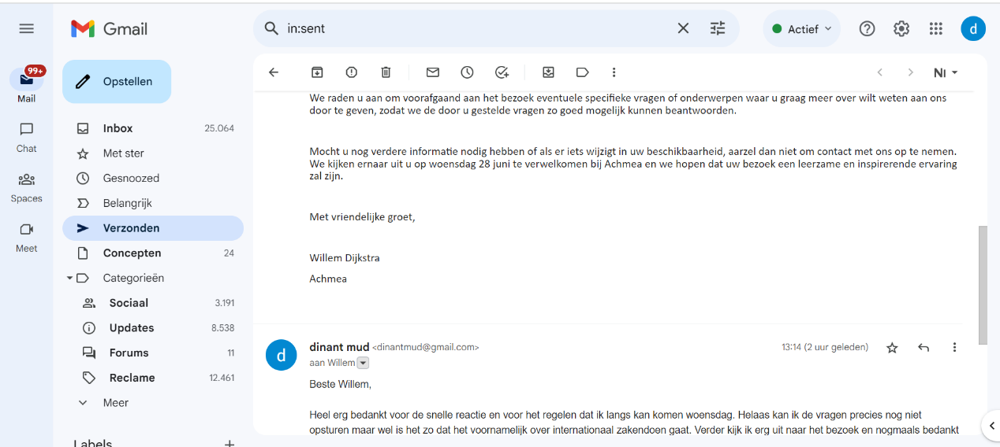 Gmail
in:sent
Actief
d
99+
Mail
Chat
Spaces
Meet
Opstellen
Inbox 25.064
Met ster
Gesnoozed
Belangrijk
Verzonden
Concepten 24
Categorieën
Sociaal 3.191
Updates 8.538
Forums 11
Reclame 12.461
Meer
Labels
We raden u aan om voorafgaand aan het bezoek eventuele specifieke vragen of onderwerpen waar u graag meer over wilt weten aan ons
door te geven, zodat we de door u gestelde vragen zo goed mogelijk kunnen beantwoorden.
Mocht u nog verdere informatie nodig hebben of als er iets wijzigt in uw beschikbaarheid, aarzel dan niet om contact met ons op te nemen.
We kijken ernaar uit u op woensdag 28 juni te verwelkomen bij Achmea en we hopen dat uw bezoek een leerzame en inspirerende ervaring
zal zijn.
Met vriendelijke groet,
Willem Dijkstra
Achmea
d
dinant mud <dinantmud@gmail.com>
13:14 (2 uur geleden)
aan Willem
Beste Willem,
Heel erg bedankt voor de snelle reactie en voor het regelen dat ik langs kan komen woensdag. Helaas kan ik de vragen precies nog niet
opsturen maar wel is het zo dat het voornamelijk over internationaal zakendoen gaat. Verder kijk ik erg uit naar het bezoek en nogmaals bedankt